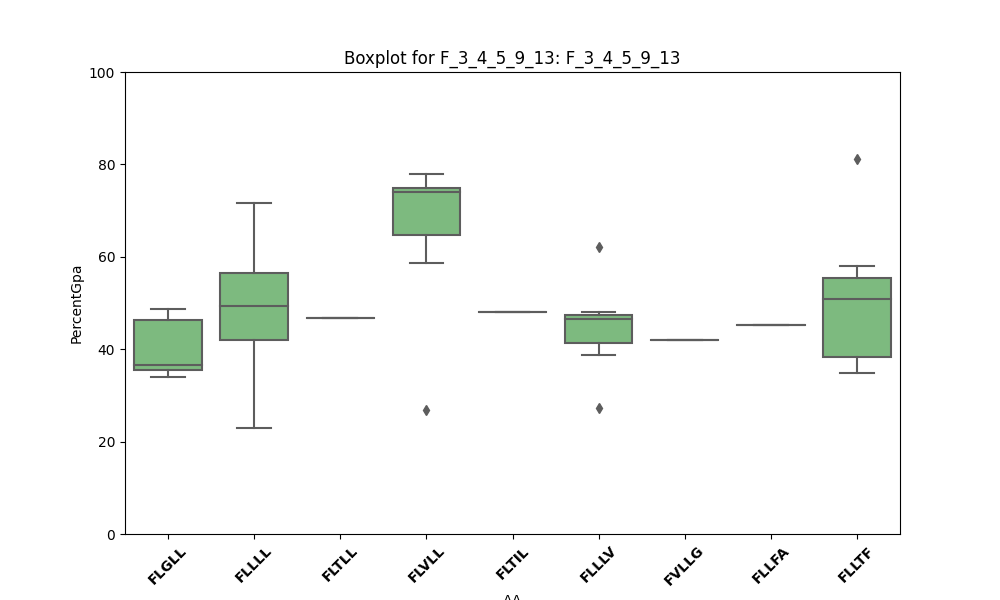 Boxplot for F_3_4_5_9_13: F_3_4_5_9_13
100
80
60
40
20
0
PercentGpa
FLGLL
FLLLL
FLTLL
FLVLL
FLTIL
FLLLV
FVLLG
FLLFA
FLLTF
AA